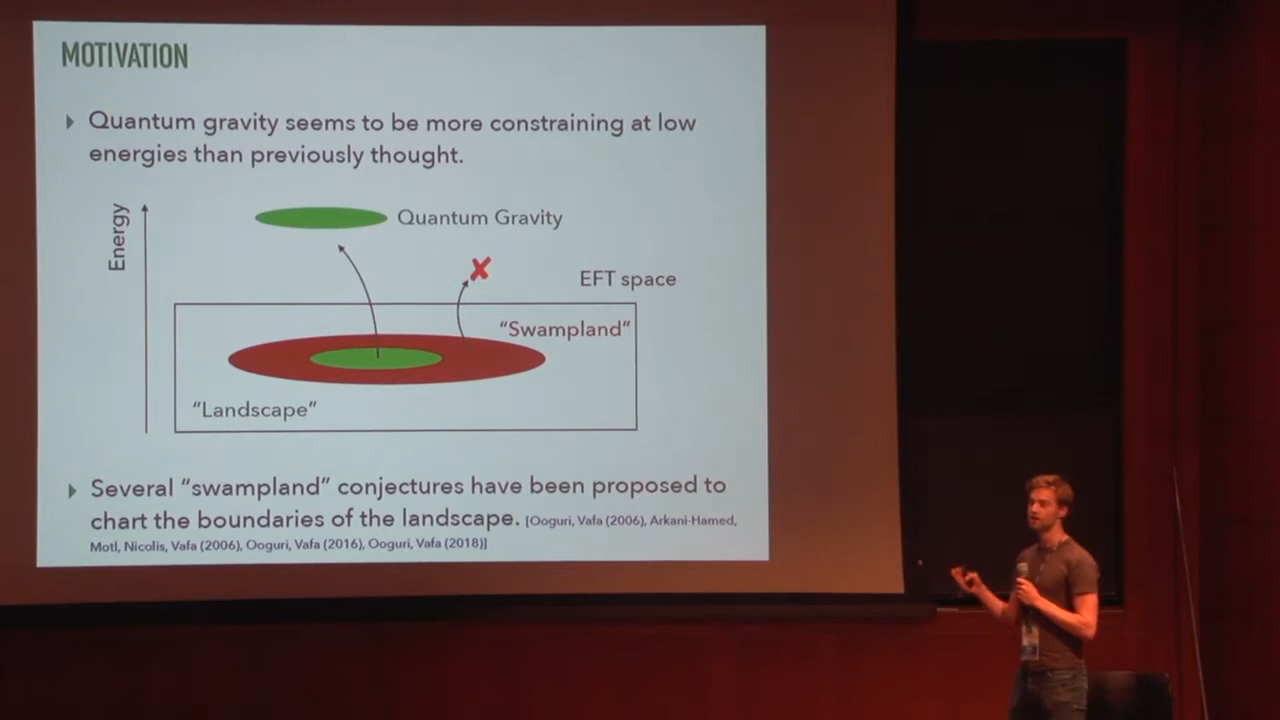 MOTIVATION
Quantum gravity seems to be more constraining at low
energies than previously thought.
Energy
Quantum Gravity
EFT space
“Swampland”
“Landscape”
Several “swampland” conjectures have been proposed to
chart the boundaries of the landscape. [Ooguri, Vafa (2006), Arkani-Hamed,
Motl, Nicolis, Vafa (2006), Ooguri, Vafa (2016), Ooguri, Vafa (2018)]